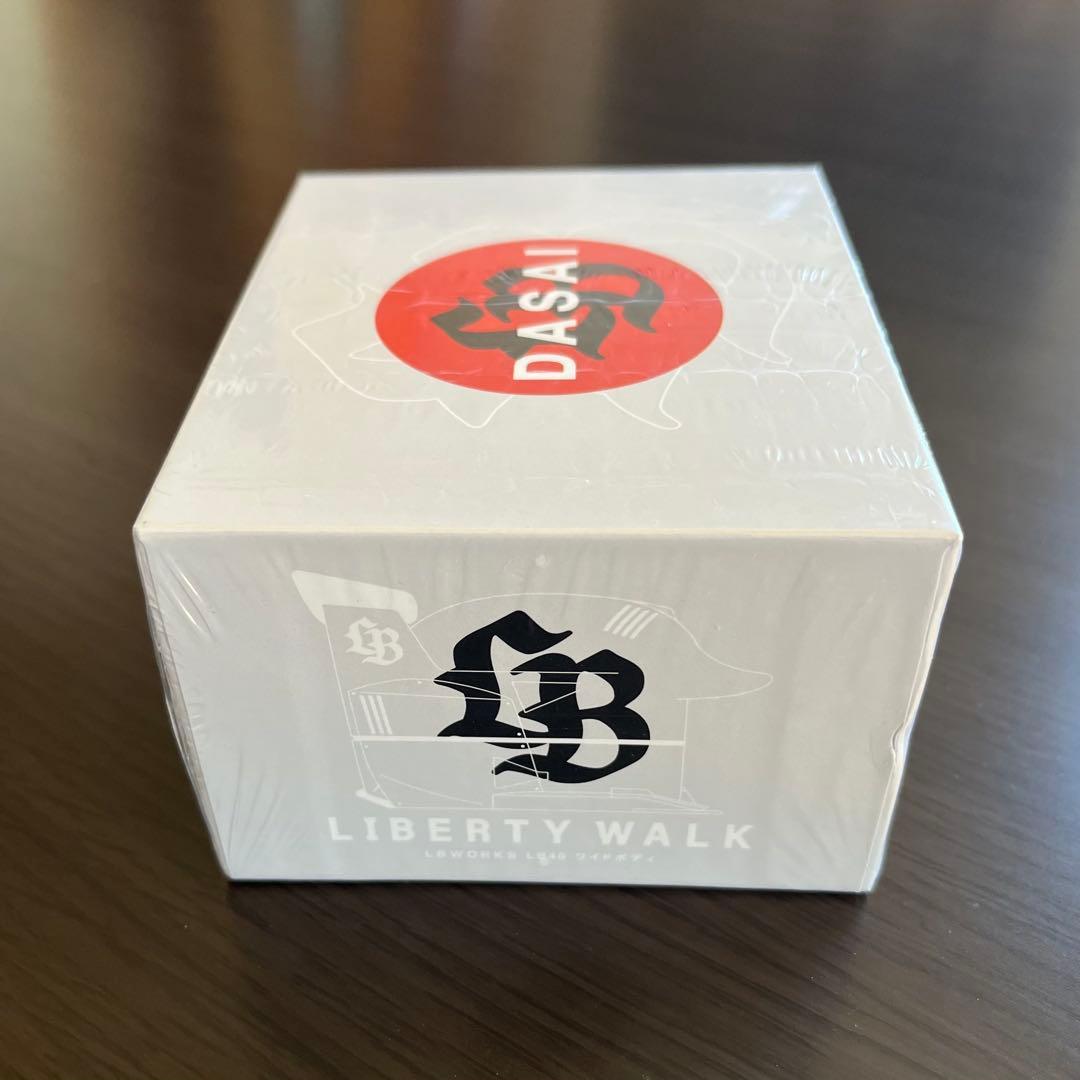 DASAI
LB
LB
LIBERTY WALK
LBWORKS LB40 ワイドボディ